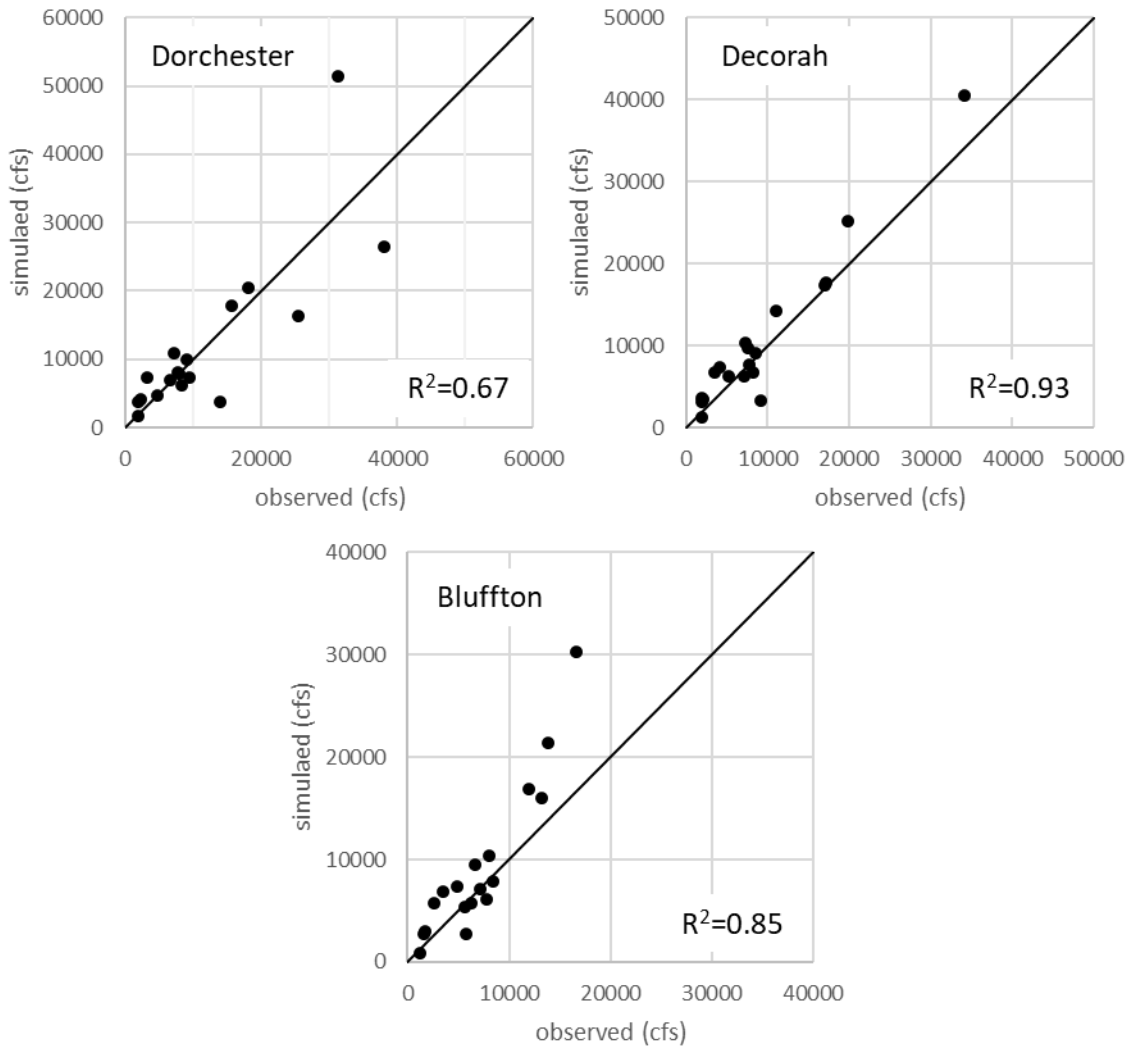 Dorchester
60000
50000
40000
30000
20000
10000
0
simulaed (cfs)
R²=0.67
0 20000 40000 60000
observed (cfs)
Decorah
50000
40000
30000
20000
10000
0
simulaed (cfs)
R²=0.93
0 10000 20000 30000 40000 50000
observed (cfs)
Bluffton
40000
30000
20000
10000
0
simulaed (cfs)
R²=0.85
0 10000 20000 30000 40000
observed (cfs)